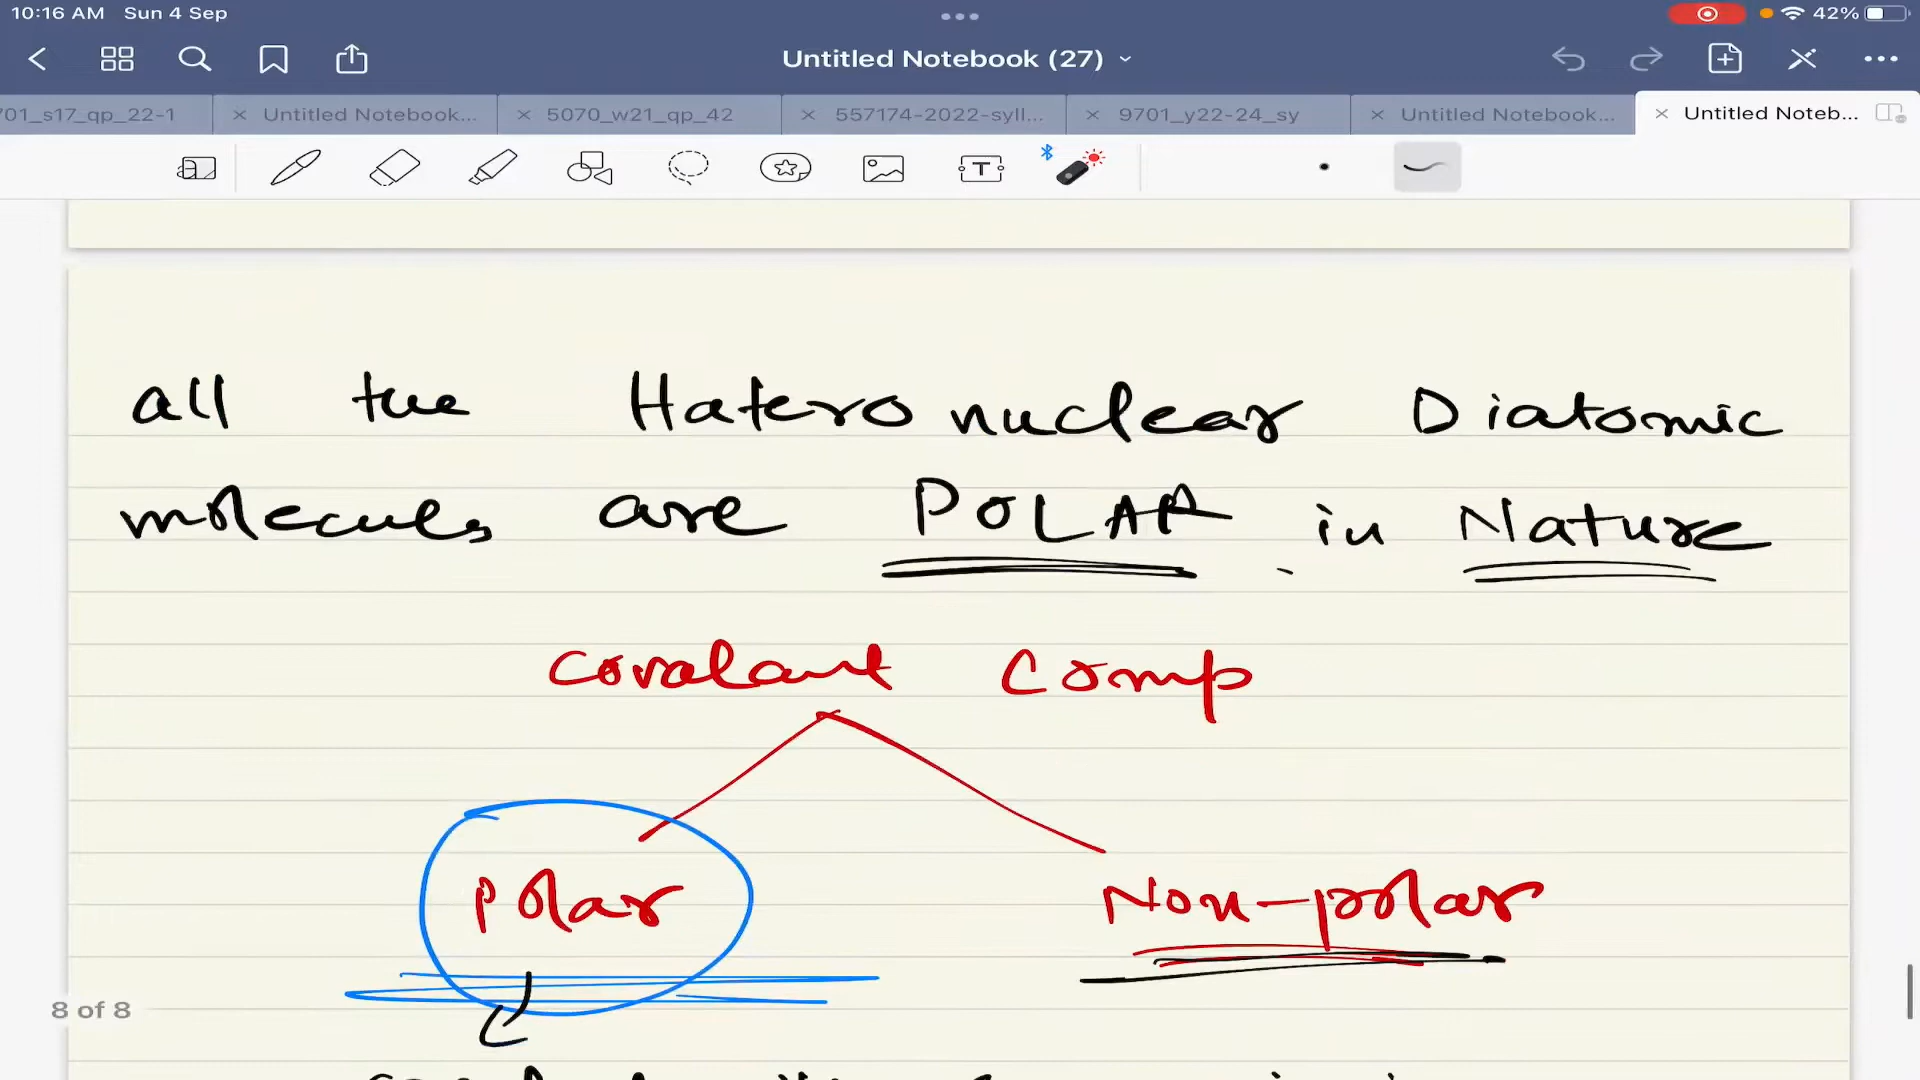 10:16 AM Sun 4 Sep
42%
Untitled Notebook (27)
701_s17_qp_22-1
Untitled Notebook...
5070_w21_qp_42
557174-2022-syll...
9701_y22-24_sy
Untitled Notebook...
Untitled Noteb...
all the Hatero nuclear Diatomic
molecules are POLAR in Nature
Covalant Comp
Polar Non-polar
8 of 8